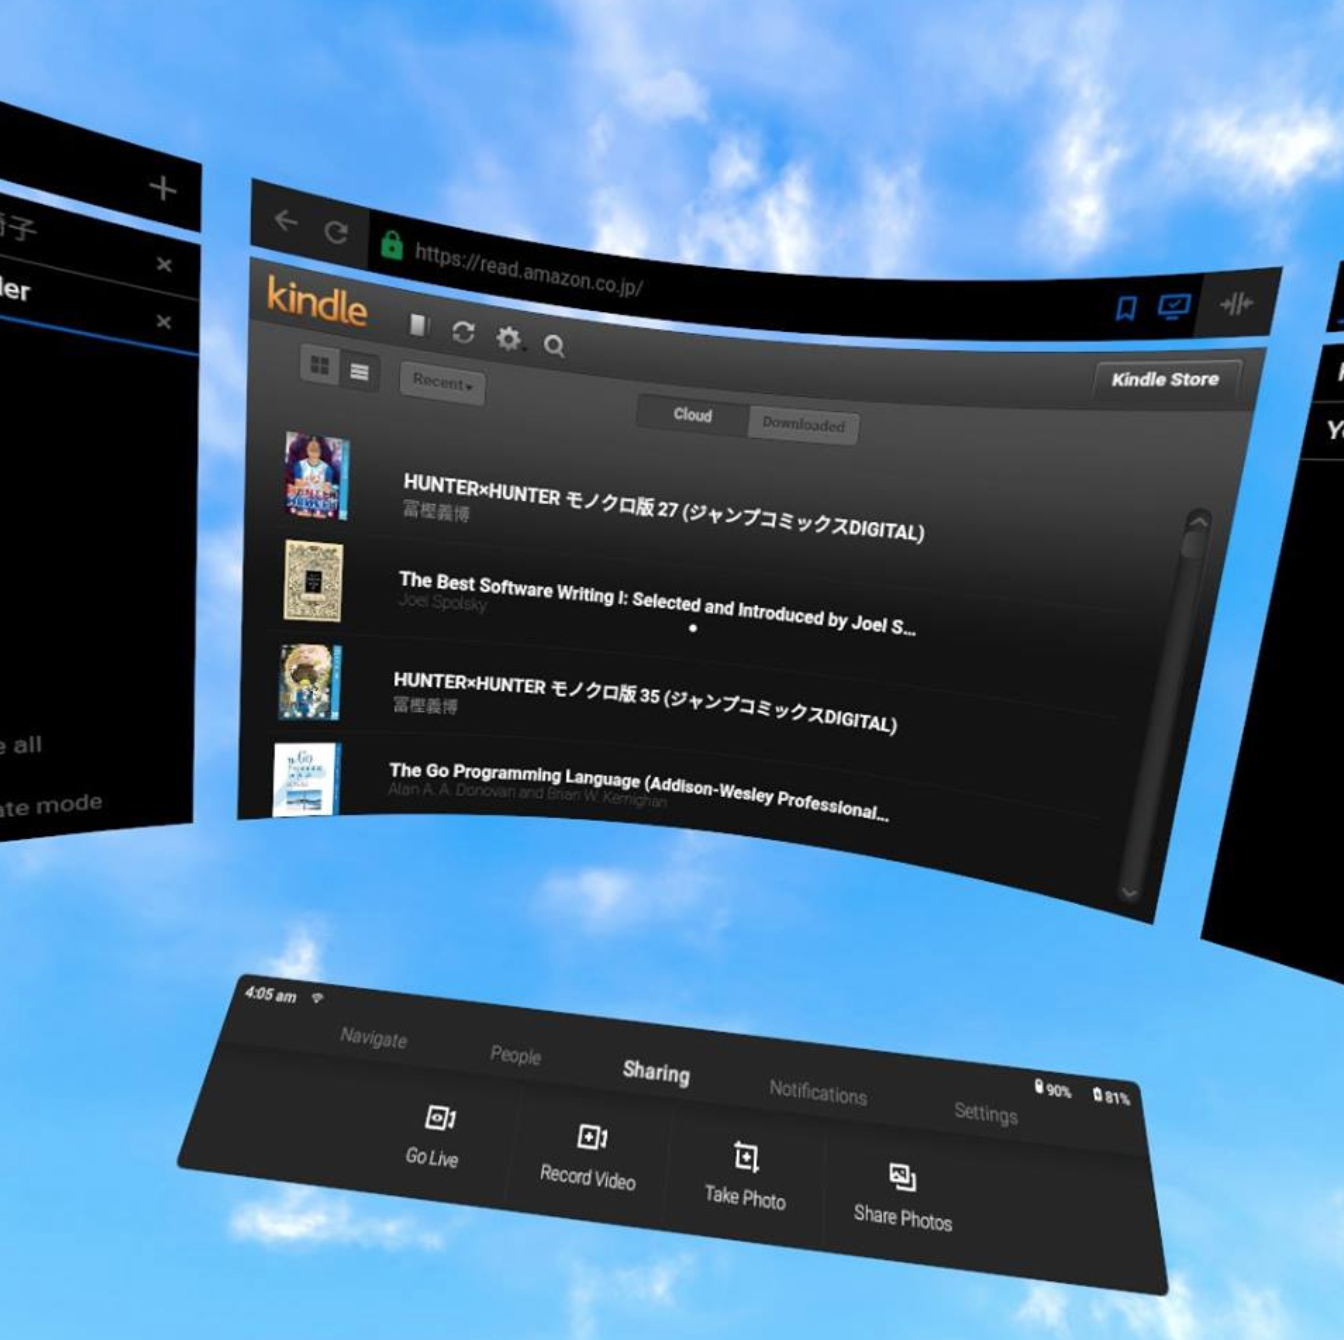 子
ler
e all
ate mode
https://read.amazon.co.jp/
kindle
Kindle Store
Recent
Cloud
Downloaded
HUNTER×HUNTER モノクロ版 27 (ジャンプコミックスDIGITAL)
冨樫義博
The Best Software Writing I: Selected and Introduced by Joel S...
Joel Spolsky
HUNTER×HUNTER モノクロ版 35 (ジャンプコミックスDIGITAL)
冨樫義博
The Go Programming Language (Addison-Wesley Professional...
Alan A. A. Donovan and Brian W. Kernighan
4:05 am
90%
81%
Navigate
People
Sharing
Notifications
Settings
Go Live
Record Video
Take Photo
Share Photos